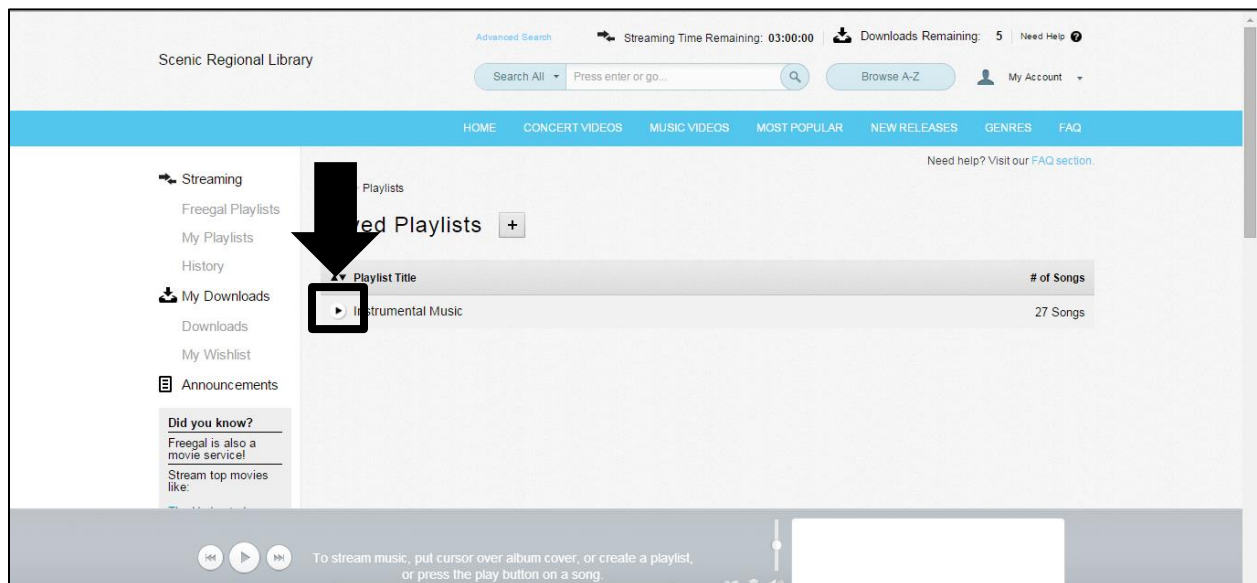 Scenic Regional Library
Advanced Search
Streaming Time Remaining: 03:00:00
Downloads Remaining: 5
Need Help
Search All
Press enter or go...
Browse A-Z
My Account
HOME CONCERT VIDEOS MUSIC VIDEOS MOST POPULAR NEW RELEASES GENRES FAQ
Need help? Visit our FAQ section.
Streaming
Freegal Playlists
My Playlists
History
My Downloads
Downloads
My Wishlist
Announcements
Did you know?
Freegal is also a
movie service!
Stream top movies
like:
Playlists
Playlists
Playlist Title # of Songs
Instrumental Music 27 Songs
To stream music, put cursor over album cover, or create a playlist,
or press the play button on a song.